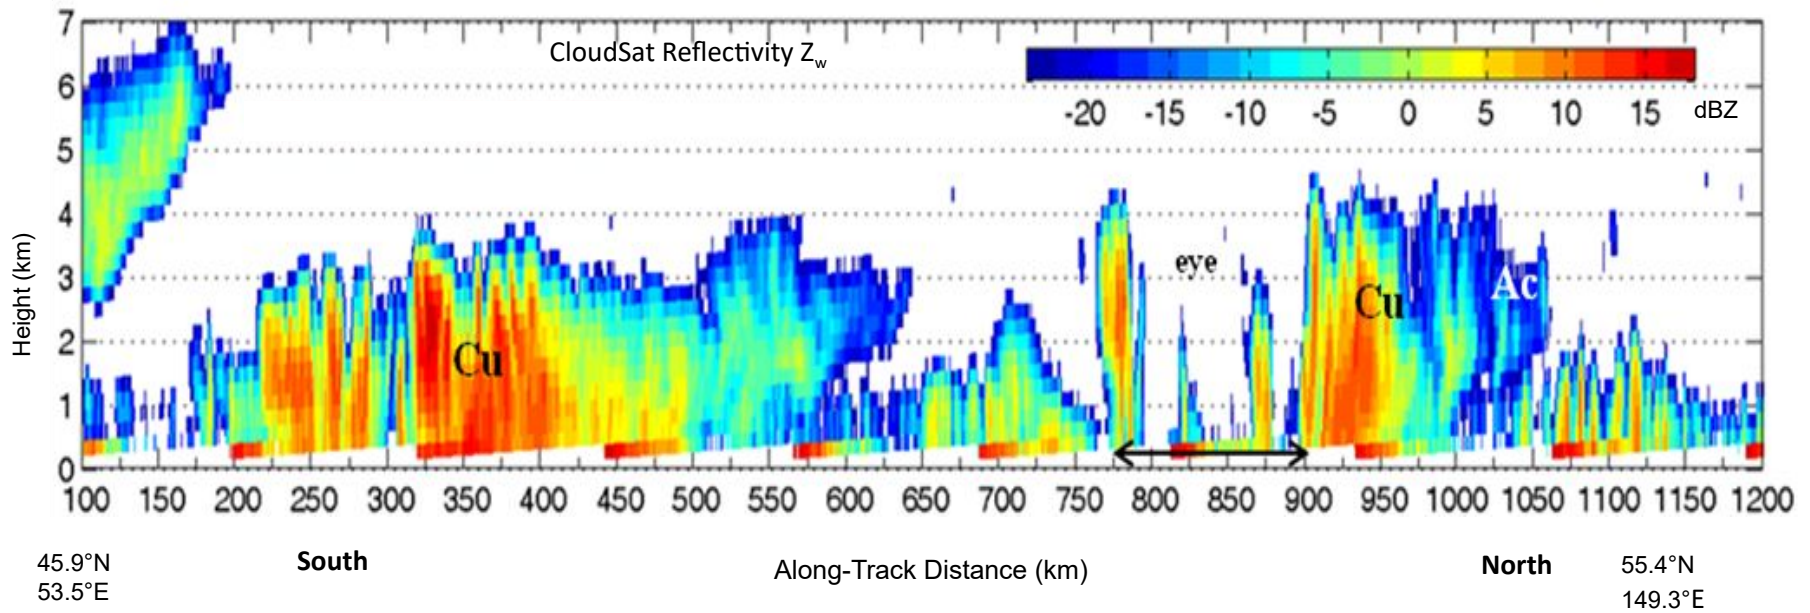 CloudSat Reflectivity Zw
-20 -15 -10 -5 0 5 10 15 dBZ
7
6
5
4
3
2
1
0
Height (km)
eye
Cu
Cu
Ac
100 150 200 250 300 350 400 450 500 550 600 650 700 750 800 850 900 950 1000 1050 1100 1150 1200
45.9°N
53.5°E
South
Along-Track Distance (km)
North
55.4°N
149.3°E